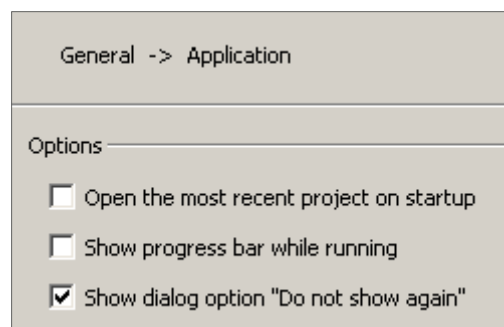 General -> Application
Options
Open the most recent project on startup
Show progress bar while running
Show dialog option "Do not show again"